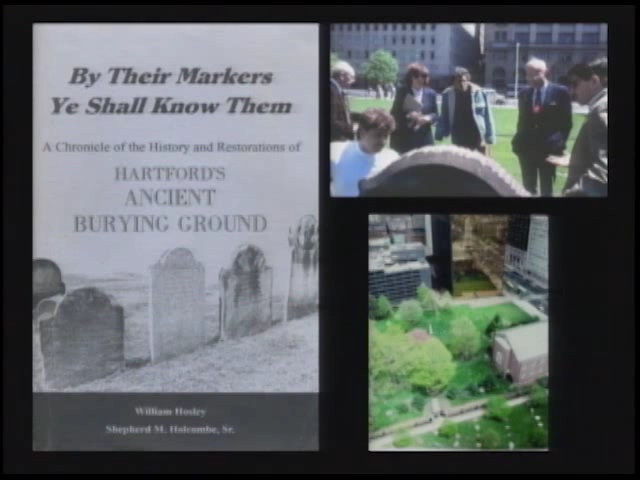 By Their Markers
Ye Shall Know Them
A Chronicle of the History and Restorations of
HARTFORD'S
ANCIENT
BURYING GROUND
William Hosley
Shepherd M. Holcombe, Sr.